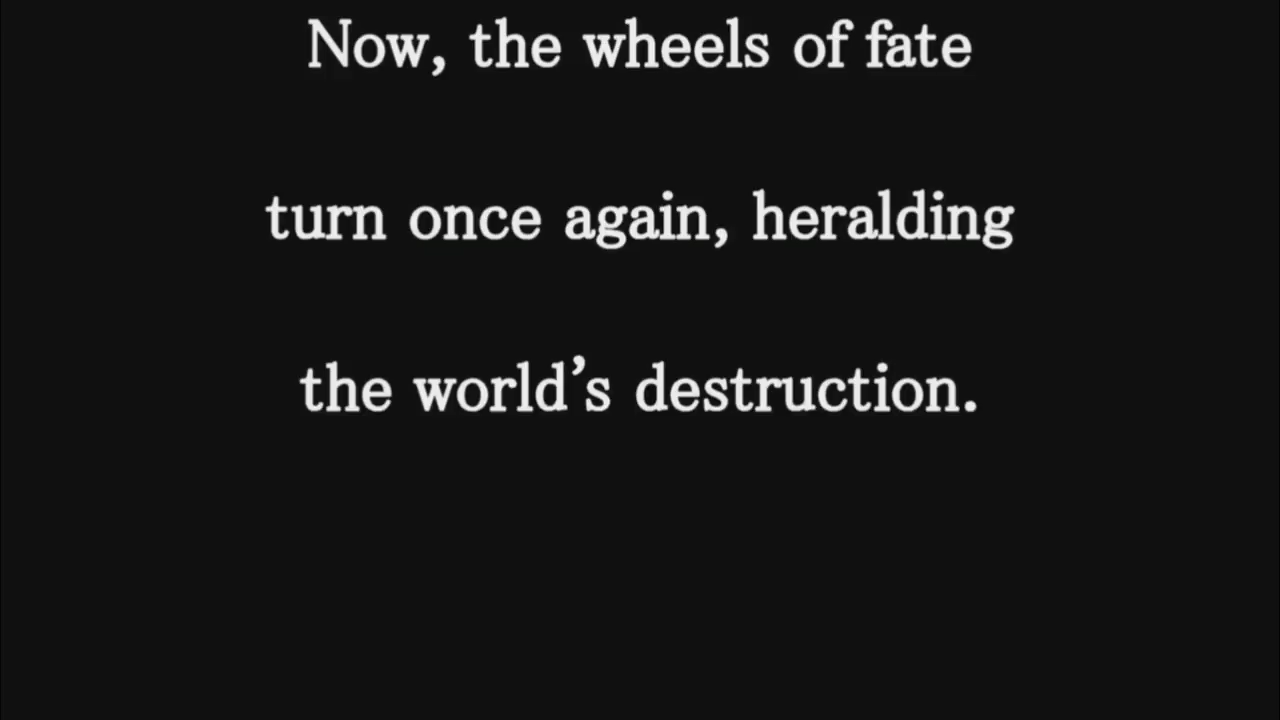 Now, the wheels of fate
turn once again, heralding
the world’s destruction.